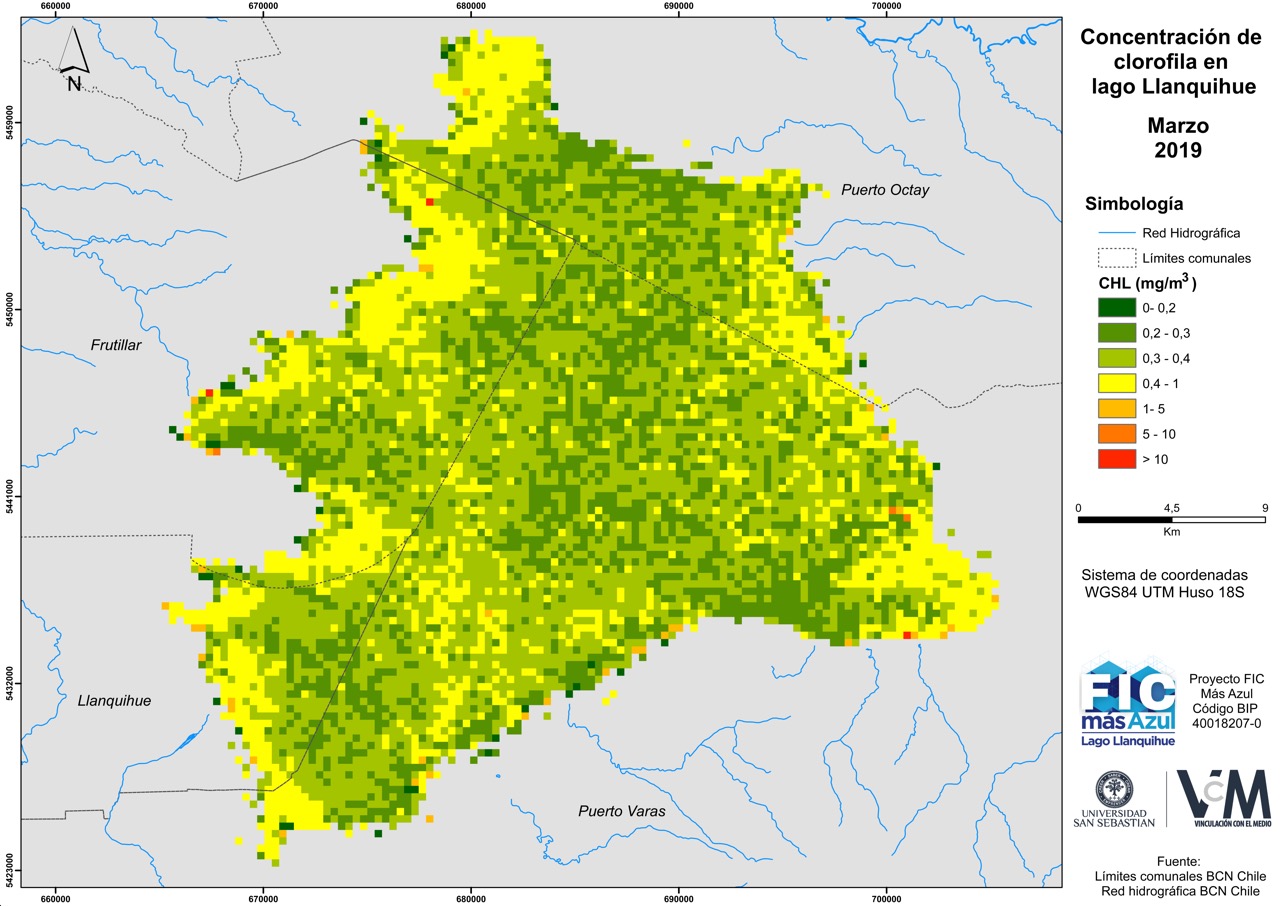 660000 670000 680000 690000 700000
N
5459000
5450000
5441000
5432000
5423000
Puerto Octay
Frutillar
Llanquihue
Puerto Varas
660000 670000 680000 690000 700000
Concentración de
clorofila en
lago Llanquihue
Marzo
2019
Simbología
Red Hidrográfica
Límites comunales
CHL (mg/m³ )
0- 0,2
0,2 - 0,3
0,3 - 0,4
0,4 - 1
1- 5
5 - 10
> 10
0 4,5 9
Km
Sistema de coordenadas
WGS84 UTM Huso 18S
FIC
más Azul
Lago Llanquihue
Proyecto FIC
Más Azul
Código BIP
40018207-0
UNIVERSIDAD
SAN SEBASTIAN
VcM
VINCULACIÓN CON EL MEDIO
Fuente:
Límites comunales BCN Chile
Red hidrográfica BCN Chile